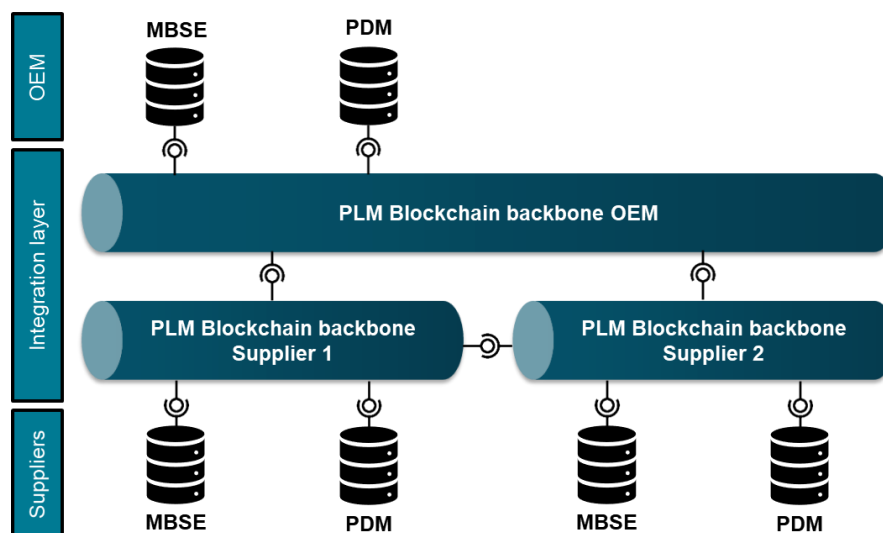 OEM
MBSE
PDM
Integration layer
PLM Blockchain backbone OEM
PLM Blockchain backbone
Supplier 1
PLM Blockchain backbone
Supplier 2
Suppliers
MBSE
PDM
MBSE
PDM